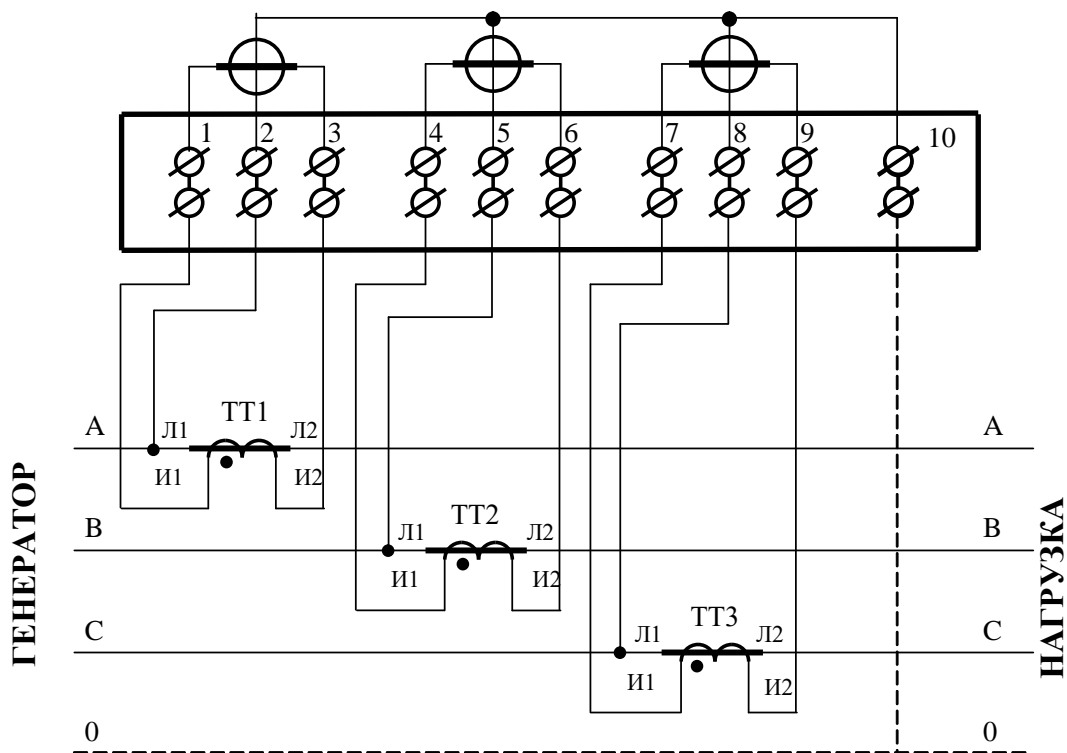 1 2 3 4 5 6 7 8 9 10
А Л1 ТТ1 Л2 А
И1 И2
В Л1 ТТ2 Л2 В
И1 И2
С Л1 ТТ3 Л2 С
И1 И2
0 0
ГЕНЕРАТОР
НАГРУЗКА